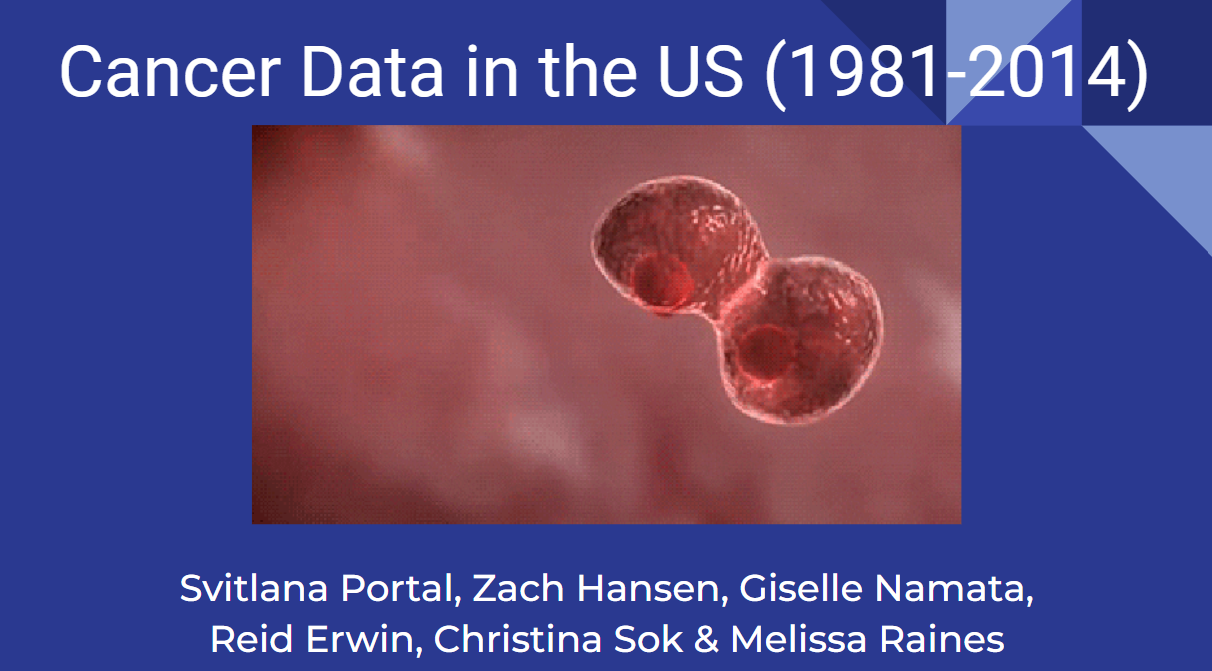 Cancer Data in the US (1981-2014)
Svitlana Portal, Zach Hansen, Giselle Namata,
Reid Erwin, Christina Sok & Melissa Raines